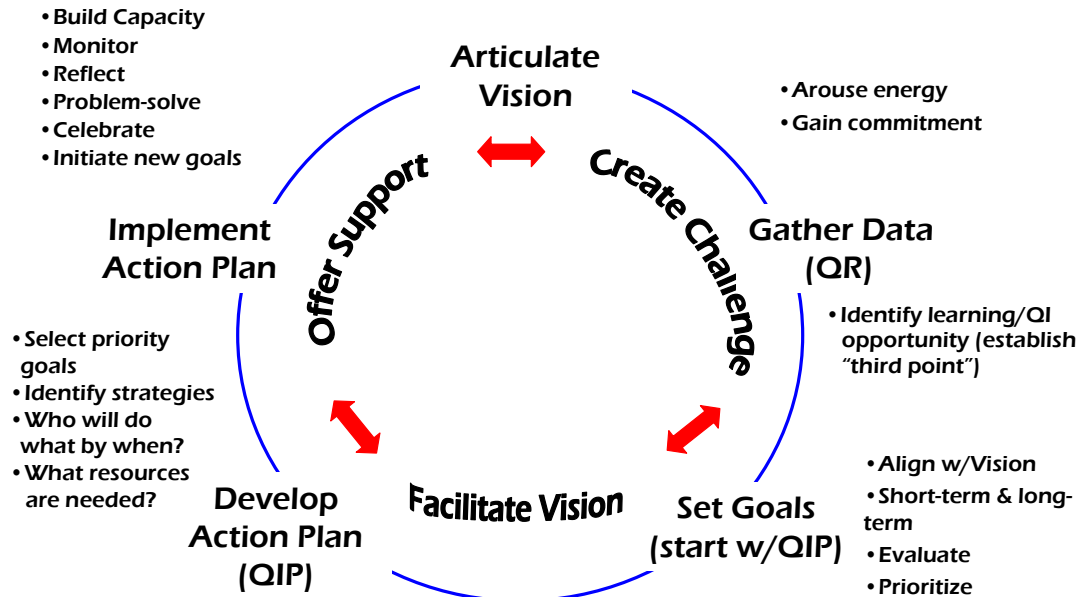 • Build Capacity
• Monitor
• Reflect
• Problem-solve
• Celebrate
• Initiate new goals
Articulate
Vision
• Arouse energy
• Gain commitment
Offer Support
Create Challenge
Implement
Action Plan
Gather Data
(QR)
• Identify learning/QI
opportunity (establish
“third point”)
• Select priority
goals
• Identify strategies
• Who will do
what by when?
• What resources
are needed?
Develop
Action Plan
(QIP)
Facilitate Vision
Set Goals
(start w/QIP)
• Align w/Vision
• Short-term & long-
term
• Evaluate
• Prioritize